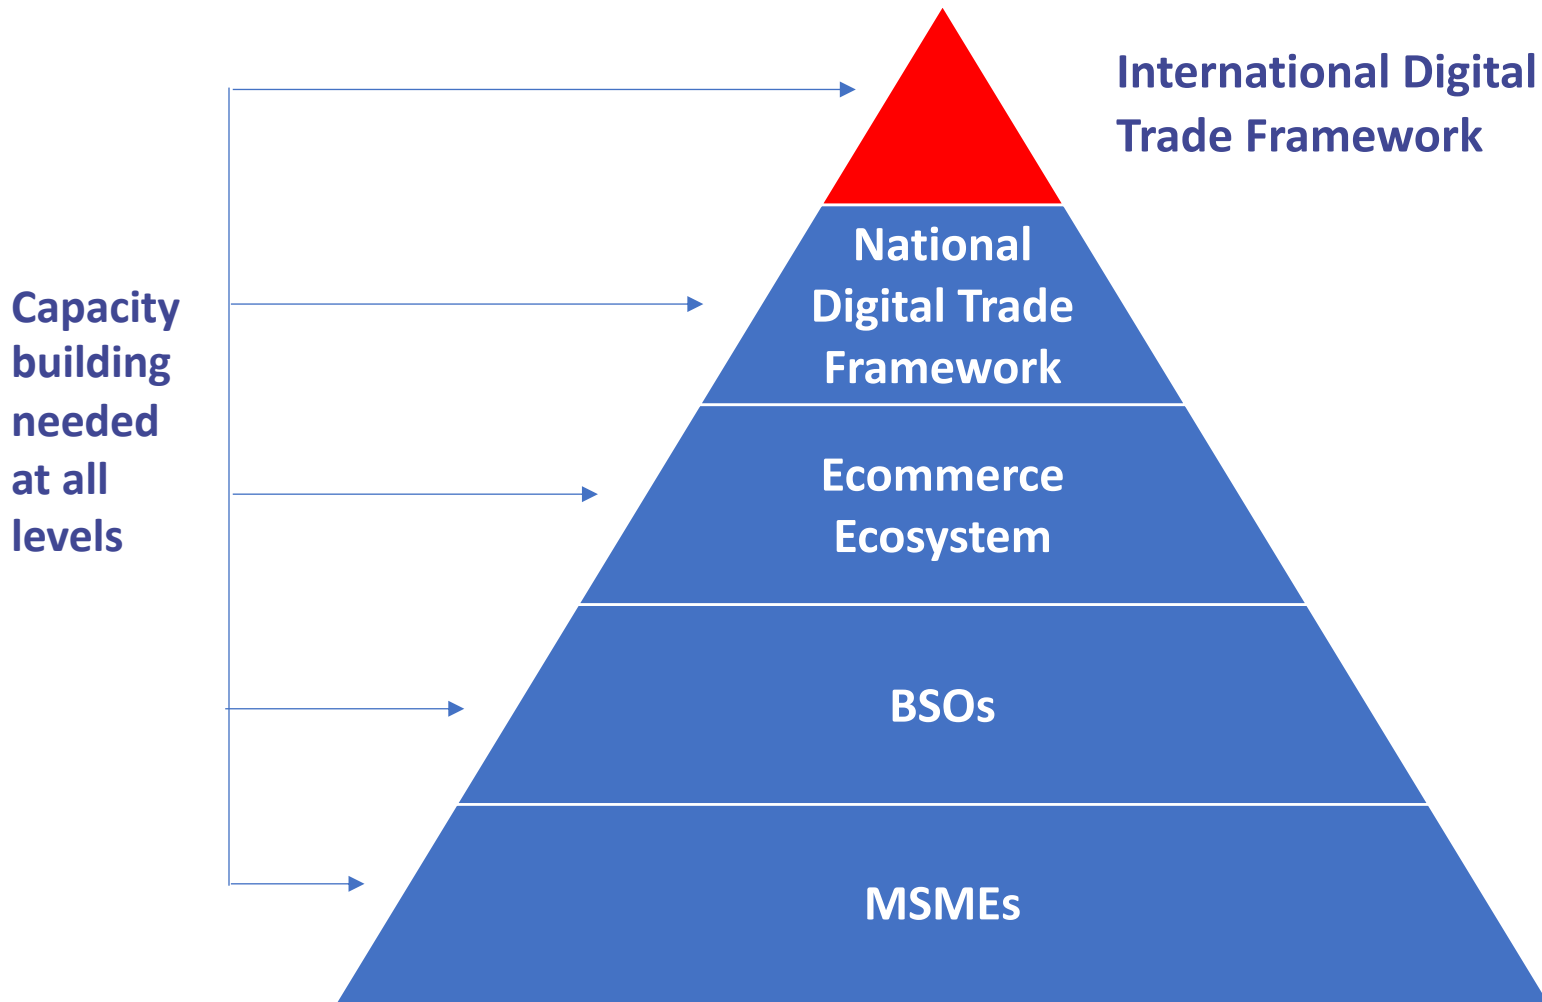 International Digital
Trade Framework
National
Digital Trade
Framework
Capacity
building
needed
at all
levels
Ecommerce
Ecosystem
BSOs
MSMEs